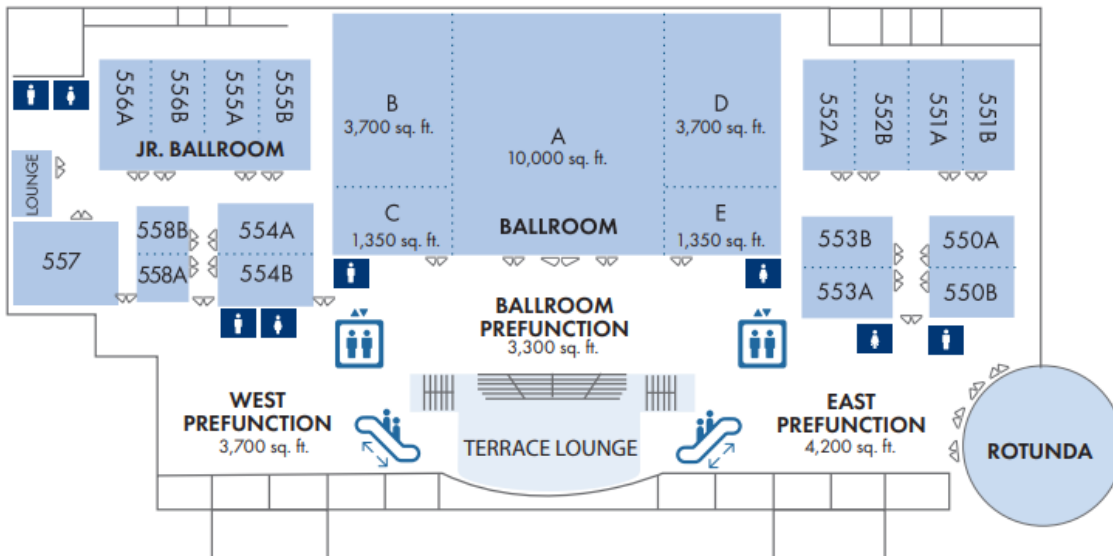 556A
556B
555A
555B
JR. BALLROOM
LOUNGE
557
558B
558A
554A
554B
B
3,700 sq. ft.
C
1,350 sq. ft.
A
10,000 sq. ft.
BALLROOM
D
3,700 sq. ft.
E
1,350 sq. ft.
552A
552B
551A
551B
553B
553A
550A
550B
BALLROOM
PREFUNCTION
3,300 sq. ft.
WEST
PREFUNCTION
3,700 sq. ft.
TERRACE LOUNGE
EAST
PREFUNCTION
4,200 sq. ft.
ROTUNDA